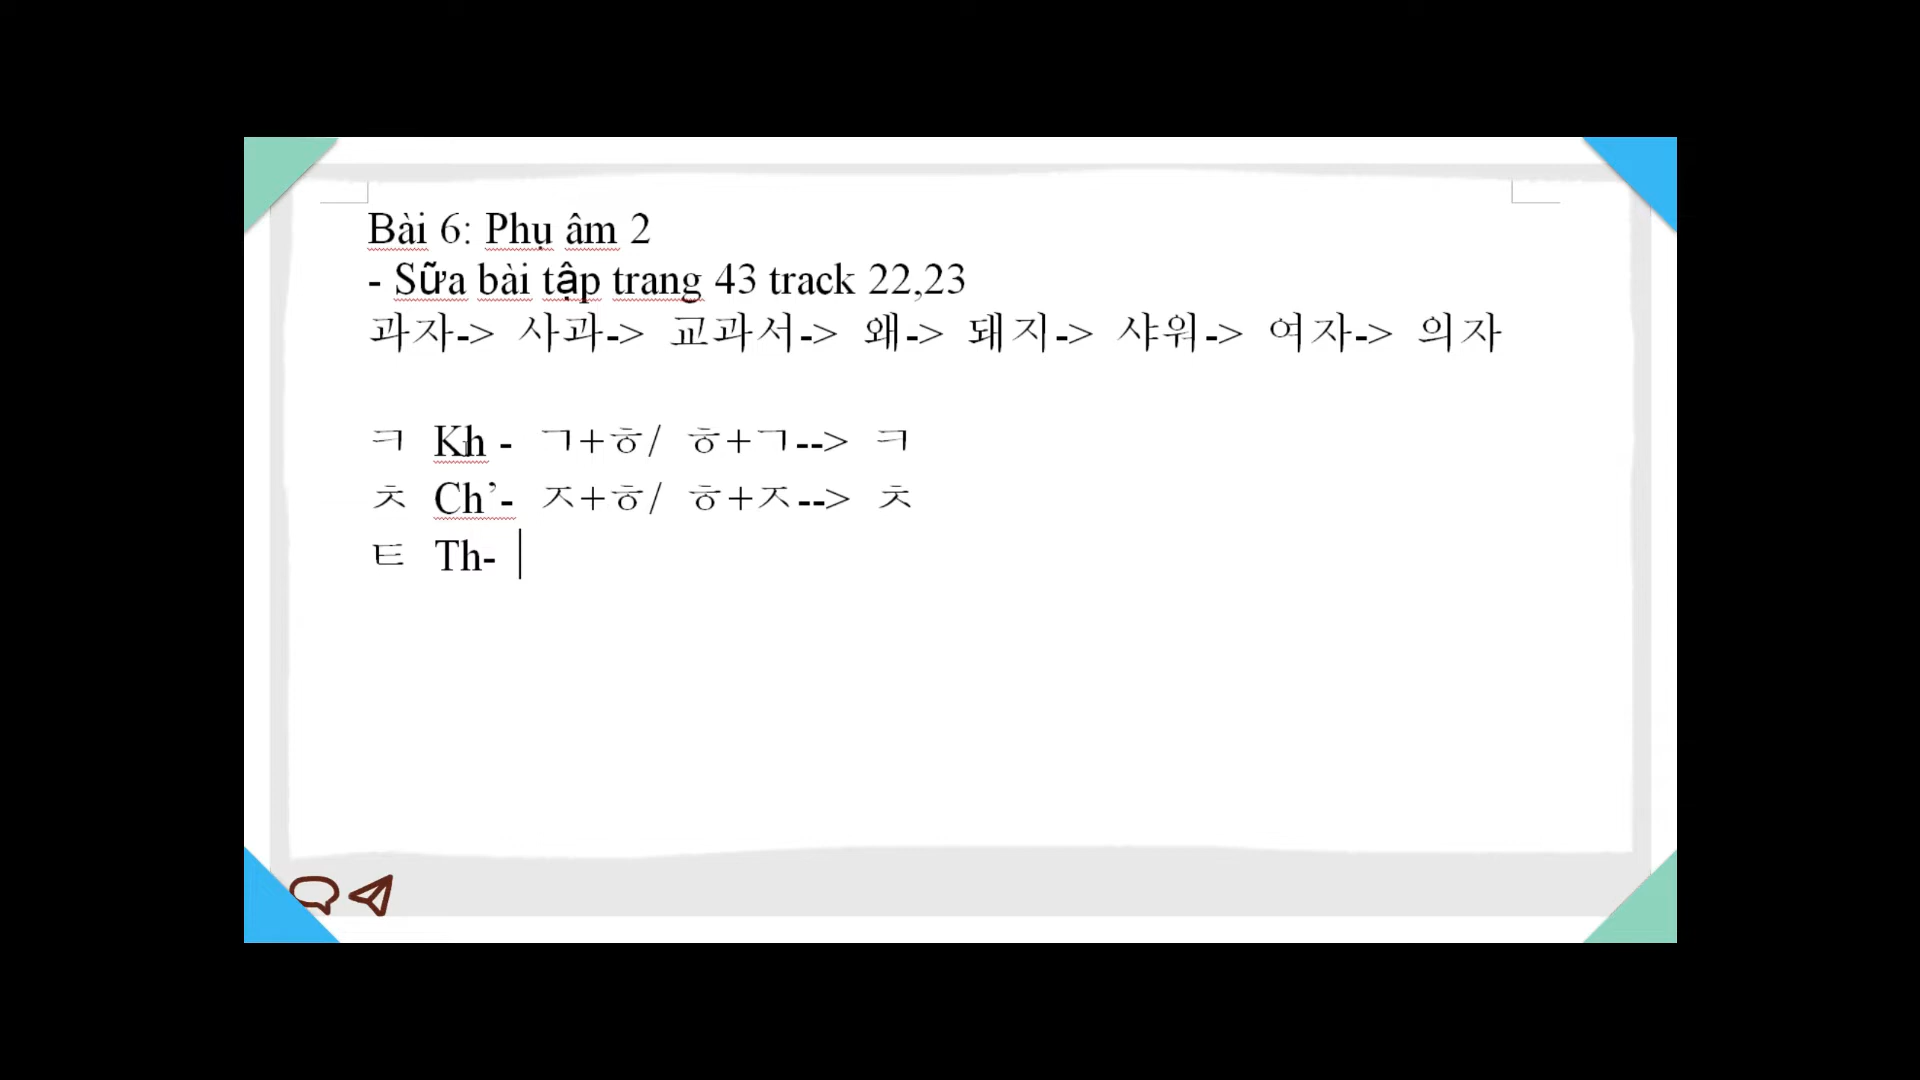 Bài 6: Phụ âm 2
- Sữa bài tập trang 43 track 22,23
과자-> 사과-> 교과서-> 왜-> 돼지-> 샤워-> 여자-> 의자
ㅋ Kh - ㄱ+ㅎ/ ㅎ+ㄱ--> ㅋ
ㅊ Ch’- ㅈ+ㅎ/ ㅎ+ㅈ--> ㅊ
ㅌ Th-